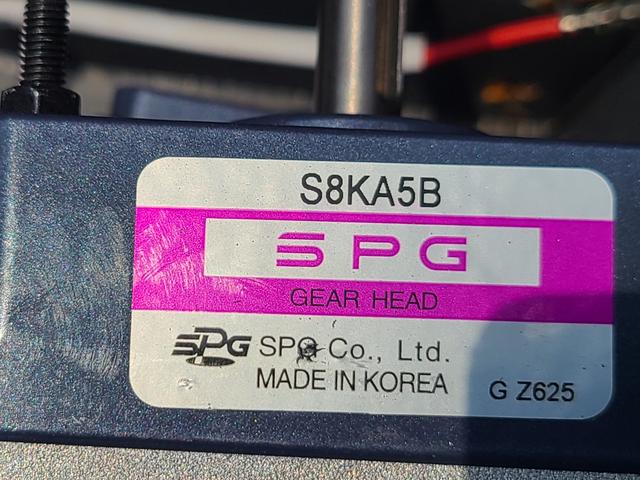 S8KA5B
SPG
GEAR HEAD
SPG SPG Co., Ltd.
MADE IN KOREA G Z625